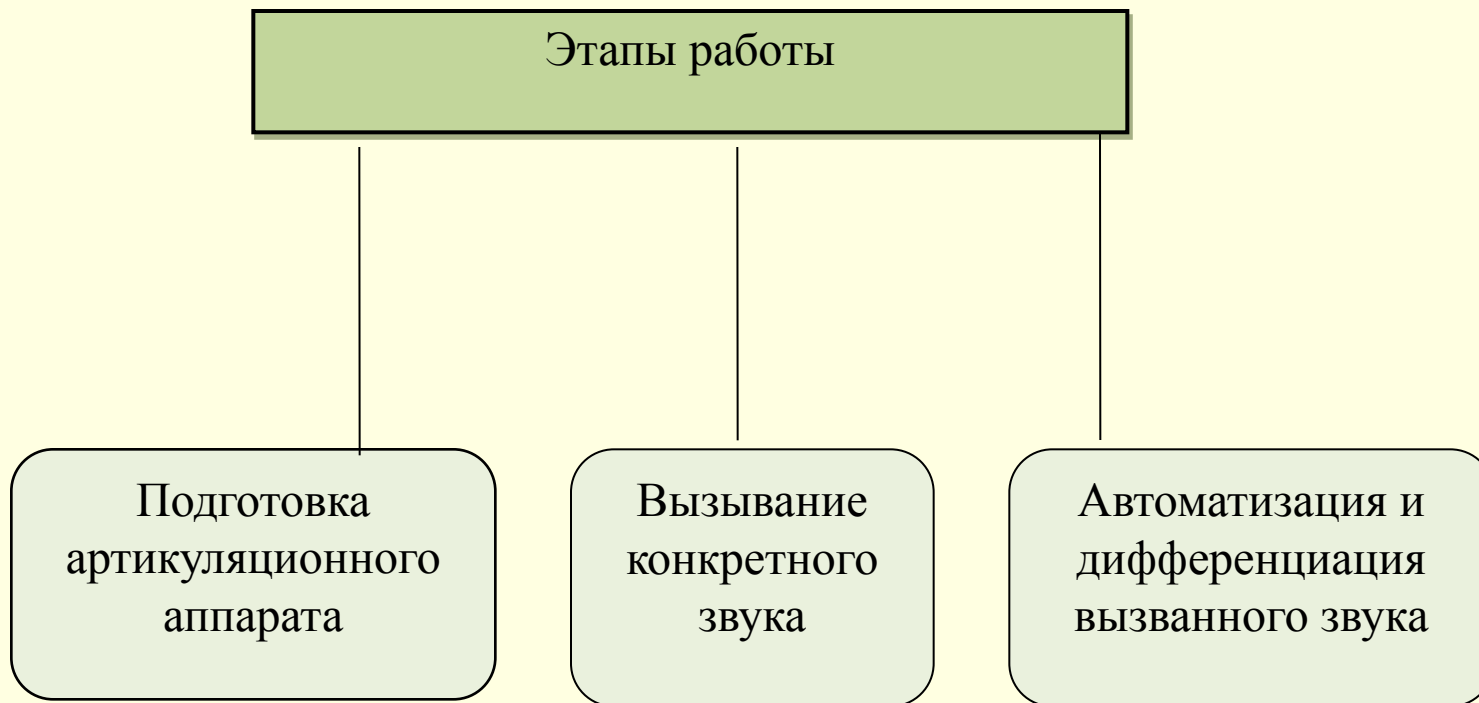 Этапы работы
Подготовка
артикуляционного
аппарата
Вызывание
конкретного
звука
Автоматизация и
дифференциация
вызванного звука